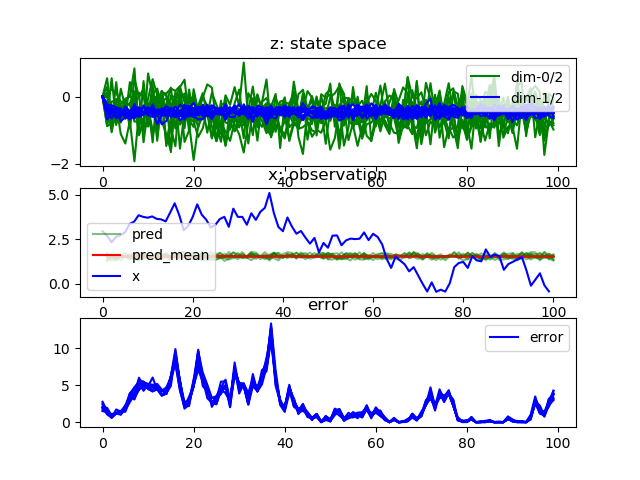 z: state space
0
−2
dim-0/2
dim-1/2
0 20 40 60 80 100
x: observation
5.0
2.5
0.0
pred
pred_mean
x
0 20 40 60 80 100
error
10
5
0
error
0 20 40 60 80 100